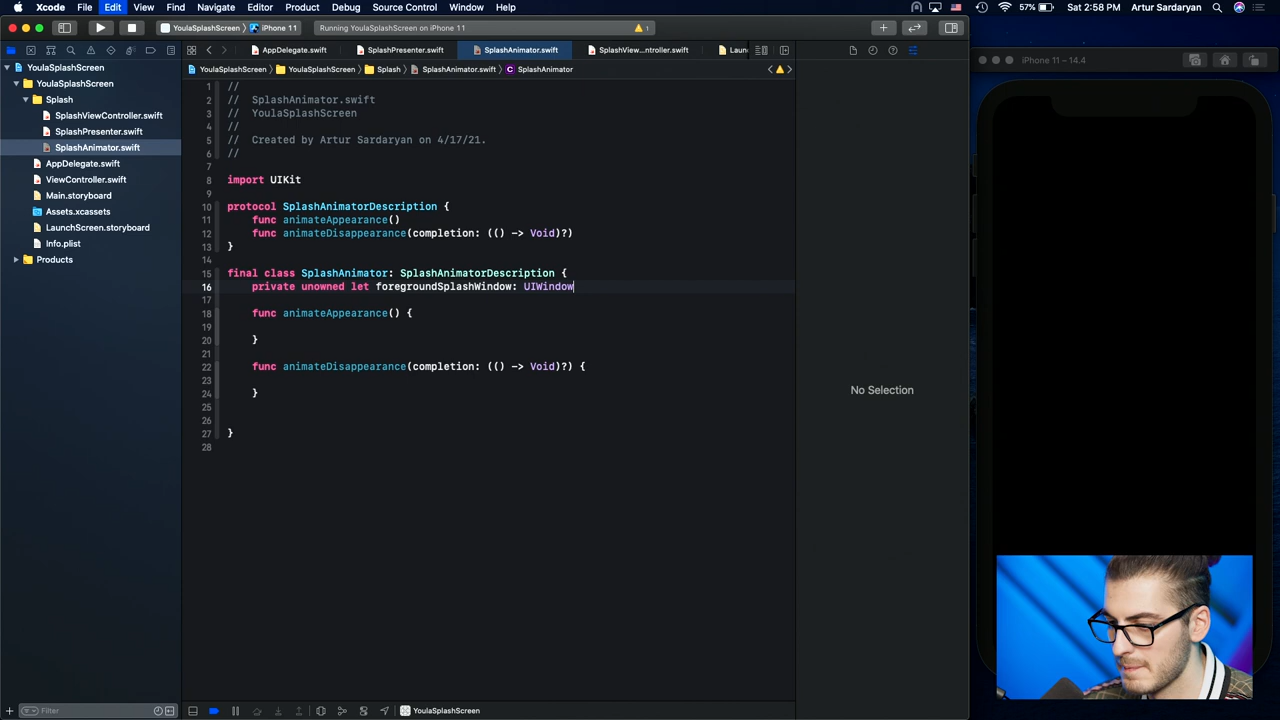 Xcode File Edit View Find Navigate Editor Product Debug Source Control Window Help
57% Sat 2:58 PM Artur Sardaryan
YoulaSplashScreen iPhone 11 Running YoulaSplashScreen on iPhone 11 1
AppDelegate.swift SplashPresenter.swift SplashAnimator.swift SplashView...ntroller.swift Laun
YoulaSplashScreen YoulaSplashScreen Splash SplashAnimator.swift C SplashAnimator
YoulaSplashScreen
YoulaSplashScreen
Splash
SplashViewController.swift
SplashPresenter.swift
SplashAnimator.swift
AppDelegate.swift
ViewController.swift
Main.storyboard
Assets.xcassets
LaunchScreen.storyboard
Info.plist
Products
1 //
2 // SplashAnimator.swift
3 // YoulaSplashScreen
4 //
5 // Created by Artur Sardaryan on 4/17/21.
6 //
7
8 import UIKit
9
10 protocol SplashAnimatorDescription {
11 func animateAppearance()
12 func animateDisappearance(completion: (() -> Void)?)
13 }
14
15 final class SplashAnimator: SplashAnimatorDescription {
16 private unowned let foregroundSplashWindow: UIWindow
17
18 func animateAppearance() {
19
20 }
21
22 func animateDisappearance(completion: (() -> Void)?) {
23
24 }
25
26
27 }
28
No Selection
iPhone 11 – 14.4
Filter
YoulaSplashScreen